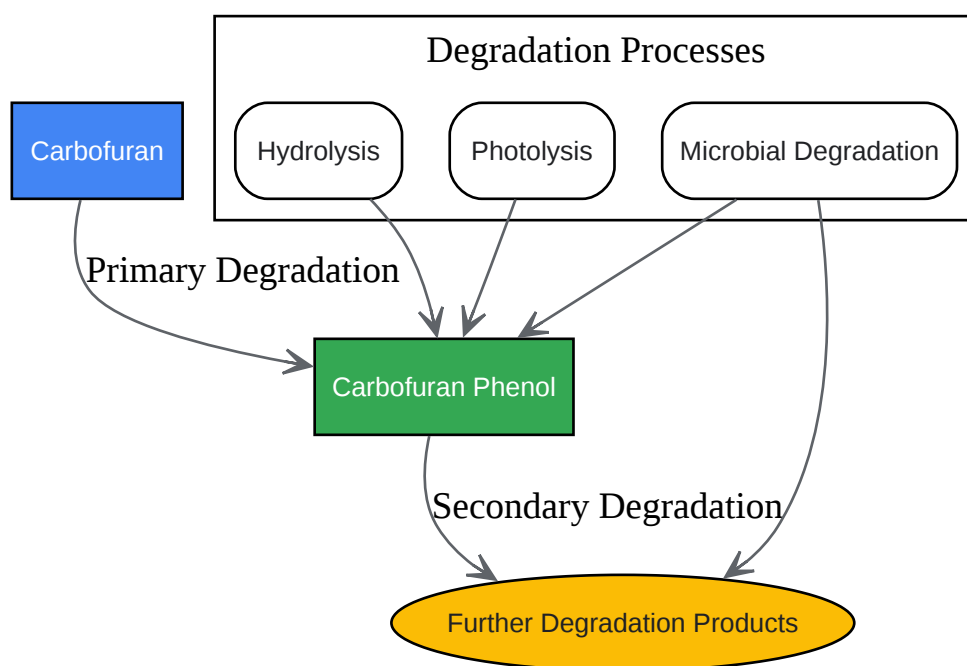 Degradation Processes
Carbofuran
Hydrolysis
Photolysis
Microbial Degradation
Primary Degradation
Carbofuran Phenol
Secondary Degradation
Further Degradation Products